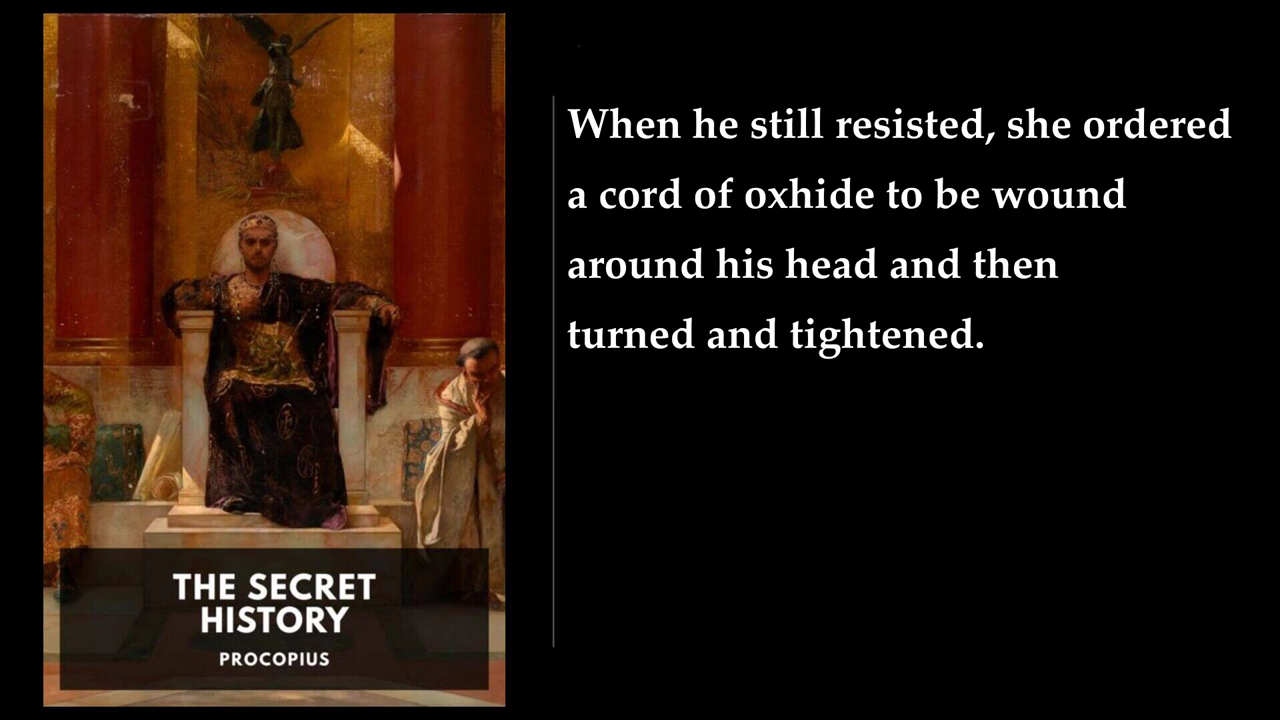 When he still resisted, she ordered
a cord of oxhide to be wound
around his head and then
turned and tightened.
THE SECRET
HISTORY
PROCOPIUS